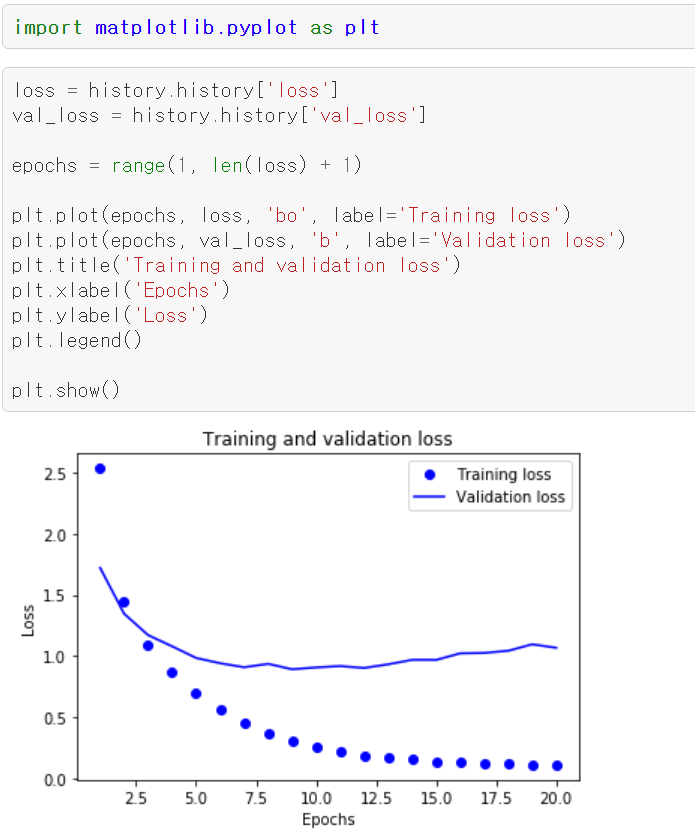 import matplotlib.pyplot as plt
loss = history.history['loss']
val_loss = history.history['val_loss']
epochs = range(1, len(loss) + 1)
plt.plot(epochs, loss, 'bo', label='Training loss')
plt.plot(epochs, val_loss, 'b', label='Validation loss')
plt.title('Training and validation loss')
plt.xlabel('Epochs')
plt.ylabel('Loss')
plt.legend()
plt.show()
Training and validation loss
Training loss
Validation loss
2.5
2.0
1.5
1.0
0.5
0.0
Loss
2.5 5.0 7.5 10.0 12.5 15.0 17.5 20.0
Epochs